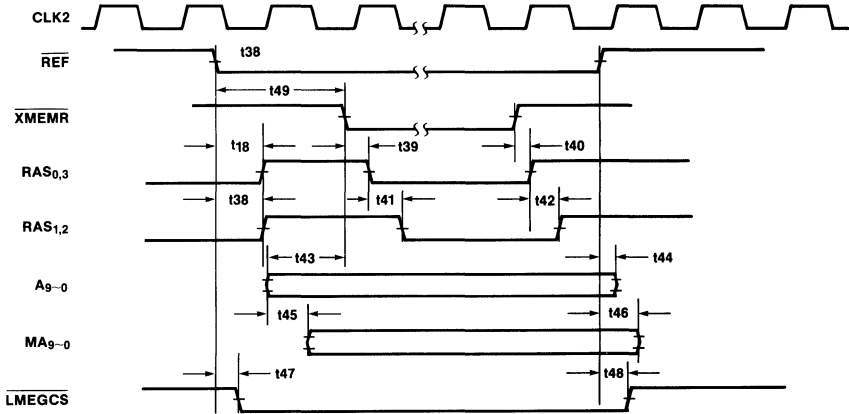 CLK2
REF t38
t49
XMEMR
t18 t39 t40
RAS0,3
t38 t41 t42
RAS1,2
t43 t44
A9~0
t45 t46
MA9~0
t47 t48
LMEGCS